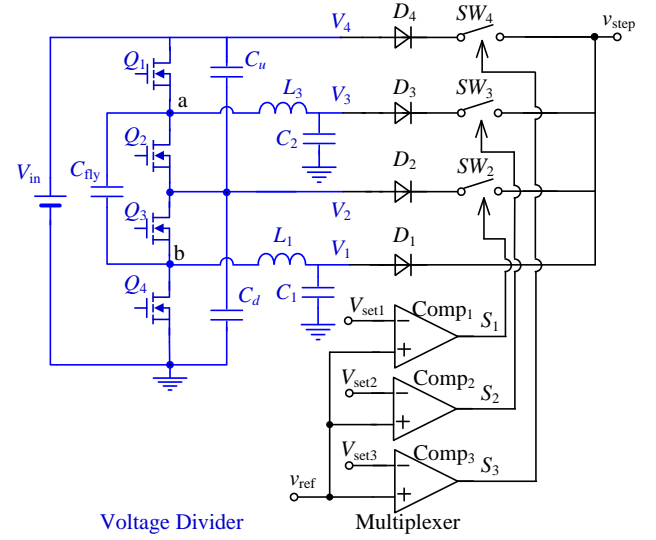 V4 D4 SW4 vstep
Q1 Cu
a L3 V3 D3 SW3
Q2 C2
Vin Cfly D2 SW2
Q3 V2
b L1 V1 D1
Q4 C1 Cd
Vset1 − + Comp1 S1
Vset2 − + Comp2 S2
Vset3 − + Comp3 S3
vref
Voltage Divider Multiplexer